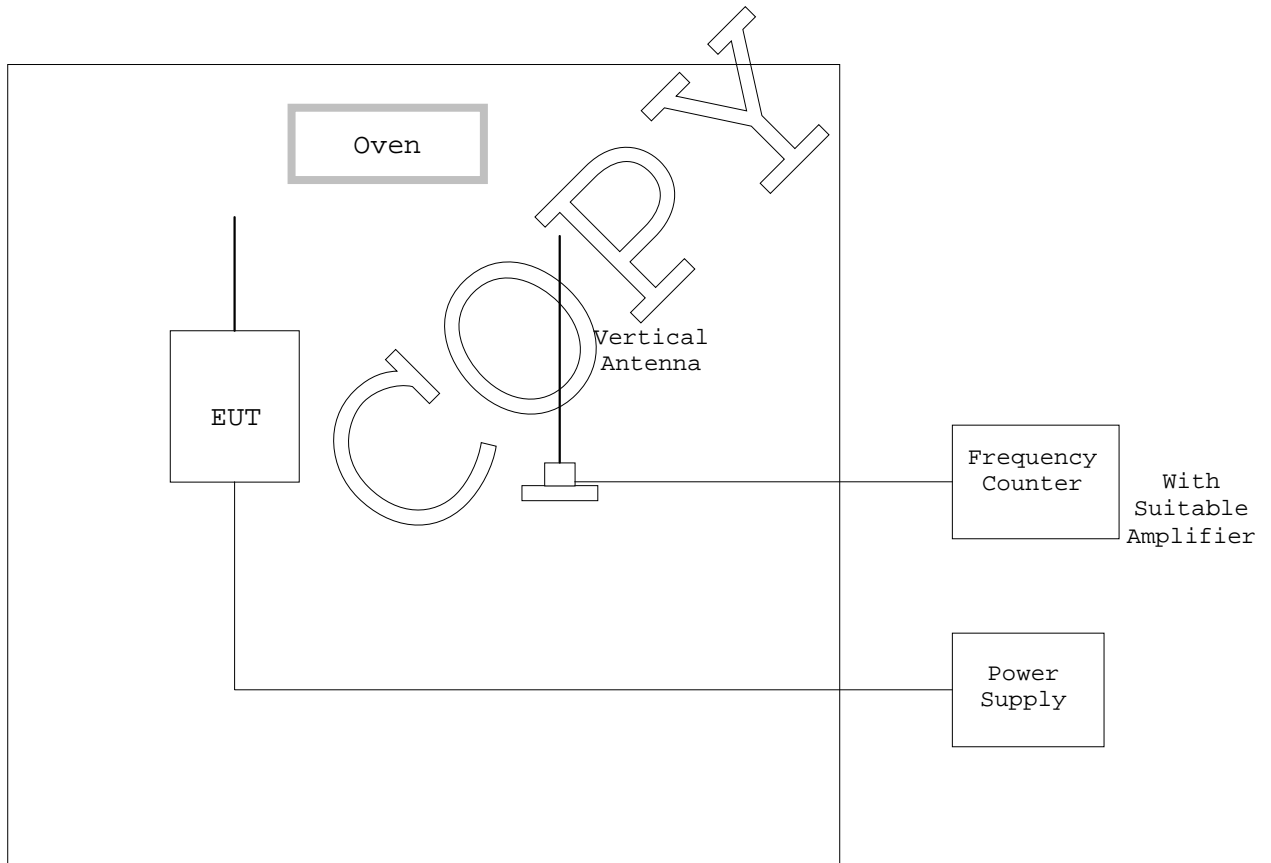 COPY
Oven
Vertical
Antenna
EUT
Frequency
Counter
With
Suitable
Amplifier
Power
Supply